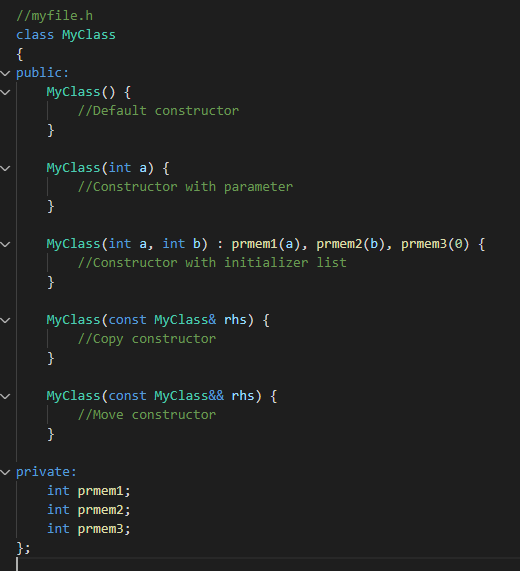 //myfile.h
class MyClass
{
public:
    MyClass() {
        //Default constructor
    }

    MyClass(int a) {
        //Constructor with parameter
    }

    MyClass(int a, int b) : prmem1(a), prmem2(b), prmem3(0) {
        //Constructor with initializer list
    }

    MyClass(const MyClass& rhs) {
        //Copy constructor
    }

    MyClass(const MyClass&& rhs) {
        //Move constructor
    }

private:
    int prmem1;
    int prmem2;
    int prmem3;
};